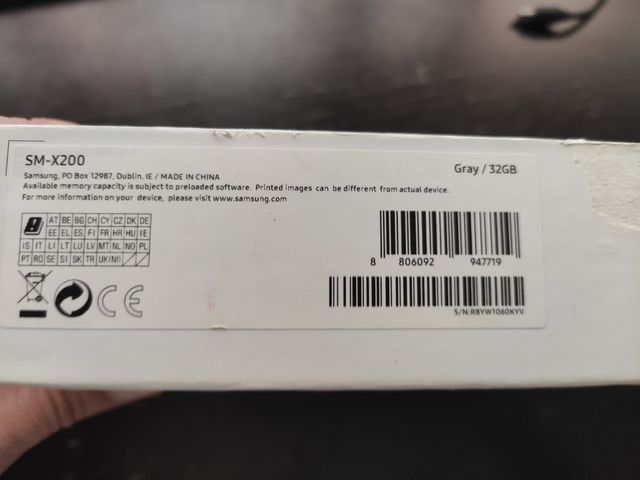 SM-X200
Samsung, PO Box 12987, Dublin. IE / MADE IN CHINA
Available memory capacity is subject to preloaded software. Printed images can be different from actual device.
For more information on your device, please visit www.samsung.com
Gray / 32GB
AT BE BG CH CY CZ DK DE
EE EL ES FI FR HR HU IE
IS IT LI LT LU LV MT NL NO PL
PT RO SE SI SK TR UK(NI)
CE
8 806092 947719
S/N:R8YW1060KYV